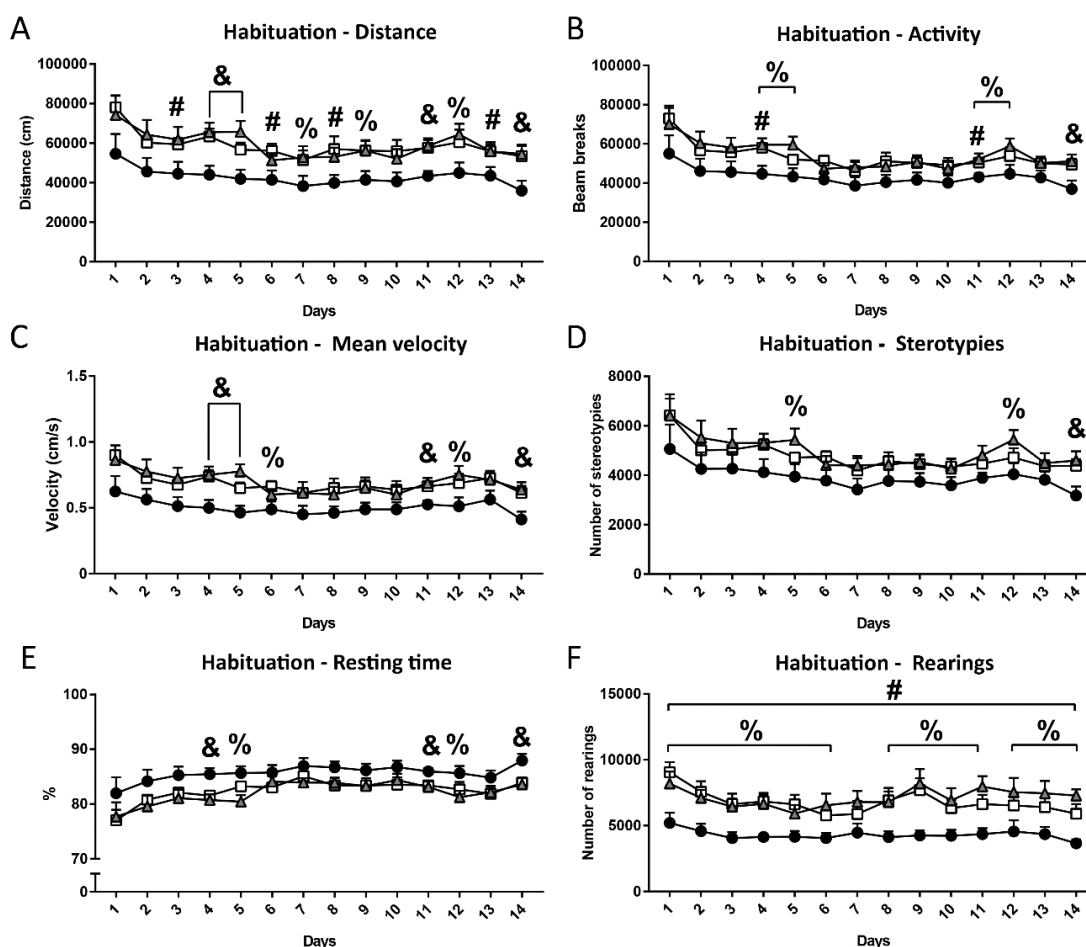 A
Habituation - Distance
Distance (cm)
100000
80000
60000
40000
20000
0
#
&
#
%
#
%
&
%
#
&
1 2 3 4 5 6 7 8 9 10 11 12 13 14
Days
B
Habituation - Activity
Beam breaks
100000
80000
60000
40000
20000
0
%
#
%
#
&
1 2 3 4 5 6 7 8 9 10 11 12 13 14
Days
C
Habituation - Mean velocity
Velocity (cm/s)
1.5
1.0
0.5
0.0
&
%
&
%
&
1 2 3 4 5 6 7 8 9 10 11 12 13 14
Days
D
Habituation - Sterotypies
Number of stereotypies
8000
6000
4000
2000
0
%
%
&
1 2 3 4 5 6 7 8 9 10 11 12 13 14
Days
E
Habituation - Resting time
%
100
90
80
70
0
&
%
&
%
&
1 2 3 4 5 6 7 8 9 10 11 12 13 14
Days
F
Habituation - Rearings
Number of rearings
15000
10000
5000
0
#
%
%
%
1 2 3 4 5 6 7 8 9 10 11 12 13 14
Days